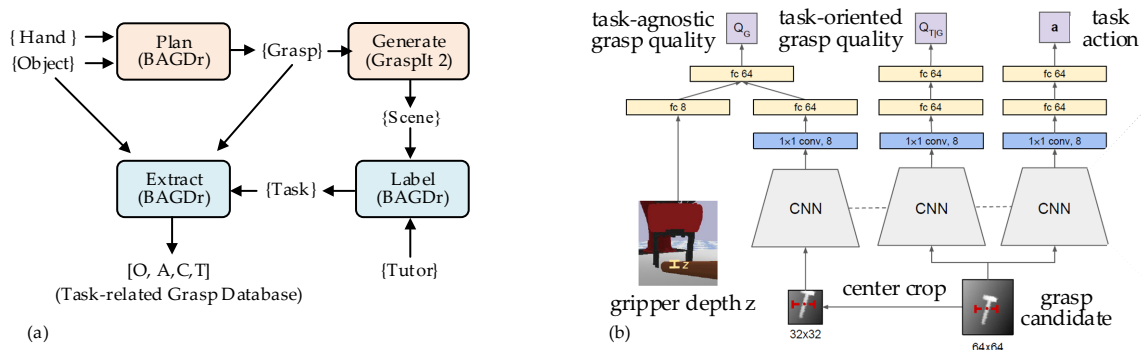 {Hand }
{Object}
Plan
(BAGDr)
{Grasp}
Generate
(GraspIt 2)
{Scene}
Extract
(BAGDr)
{Task}
Label
(BAGDr)
[O, A,C,T]
(Task-related Grasp Database)
{Tutor}
(a)
task-agnostic
grasp quality
Q_G
task-oriented
grasp quality
Q_T|G
a
task
action
fc 64
fc 64
fc 64
fc 8
fc 64
fc 64
fc 64
1×1 conv, 8
1×1 conv, 8
1×1 conv, 8
CNN
CNN
CNN
z
gripper depth z
center crop
grasp
candidate
32x32
64x64
(b)